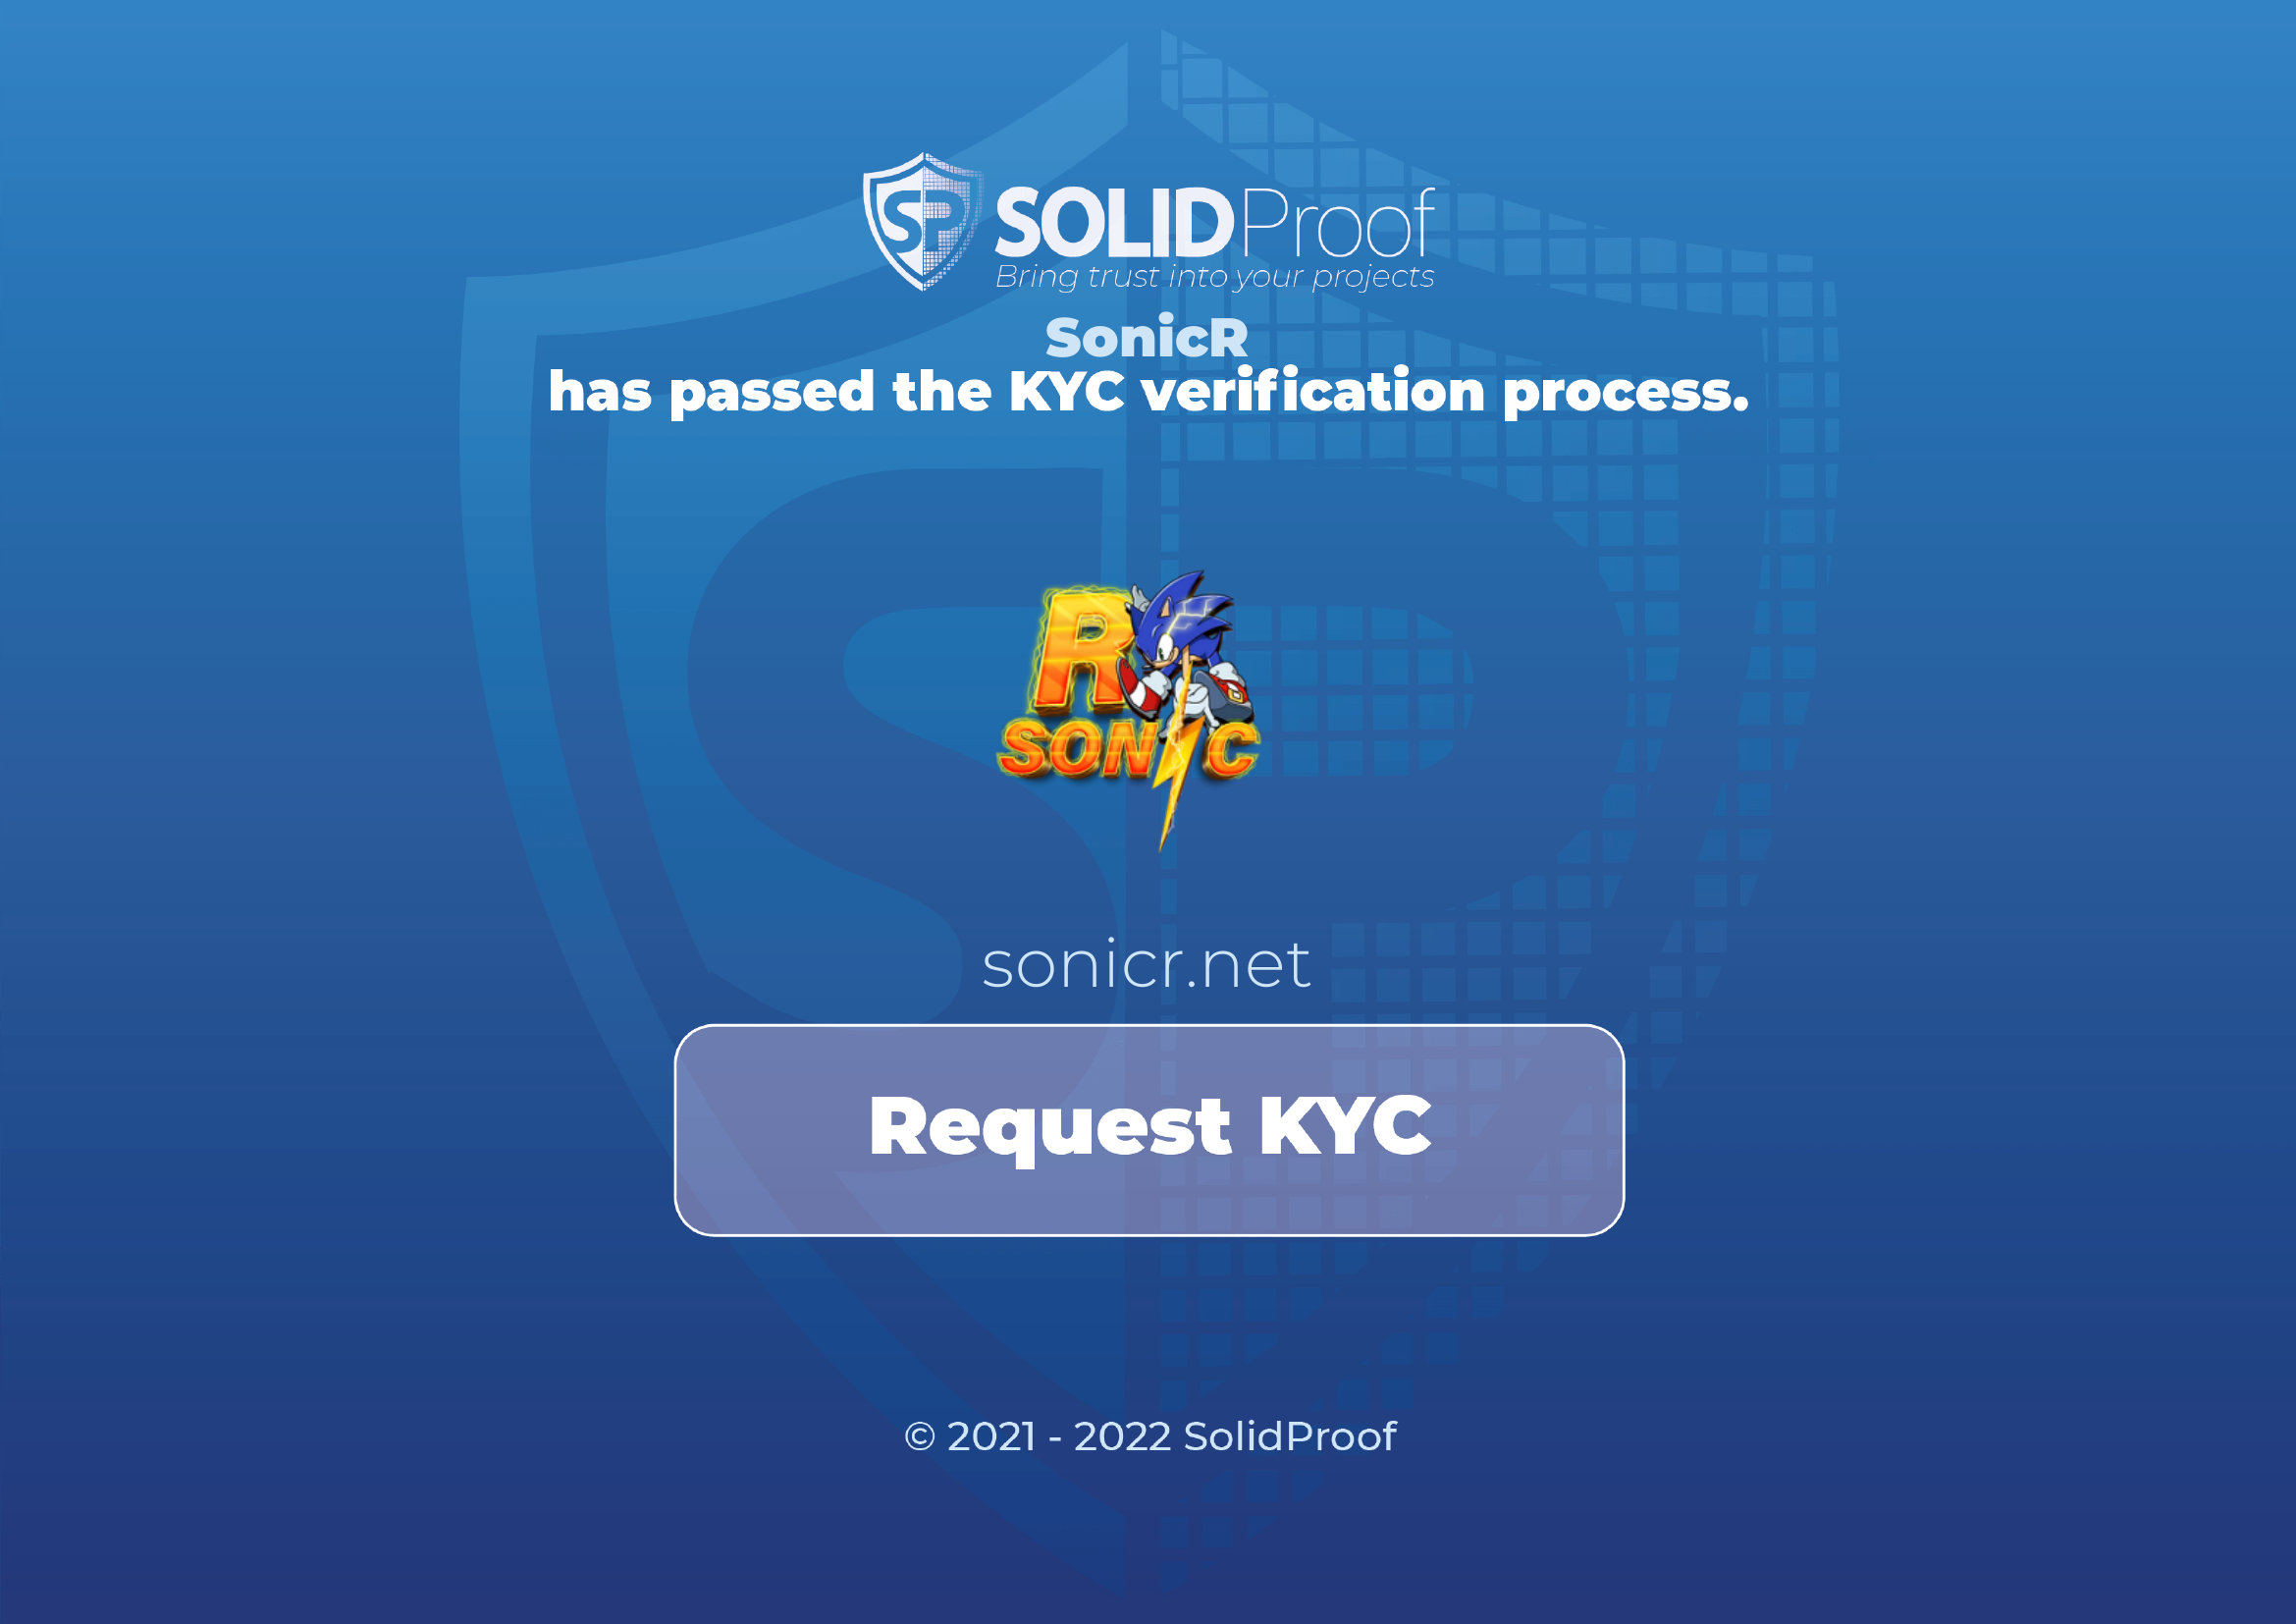 SP SOLIDProof
Bring trust into your projects
SonicR
has passed the KYC verification process.
R
SONIC
sonicr.net
Request KYC
© 2021 - 2022 SolidProof